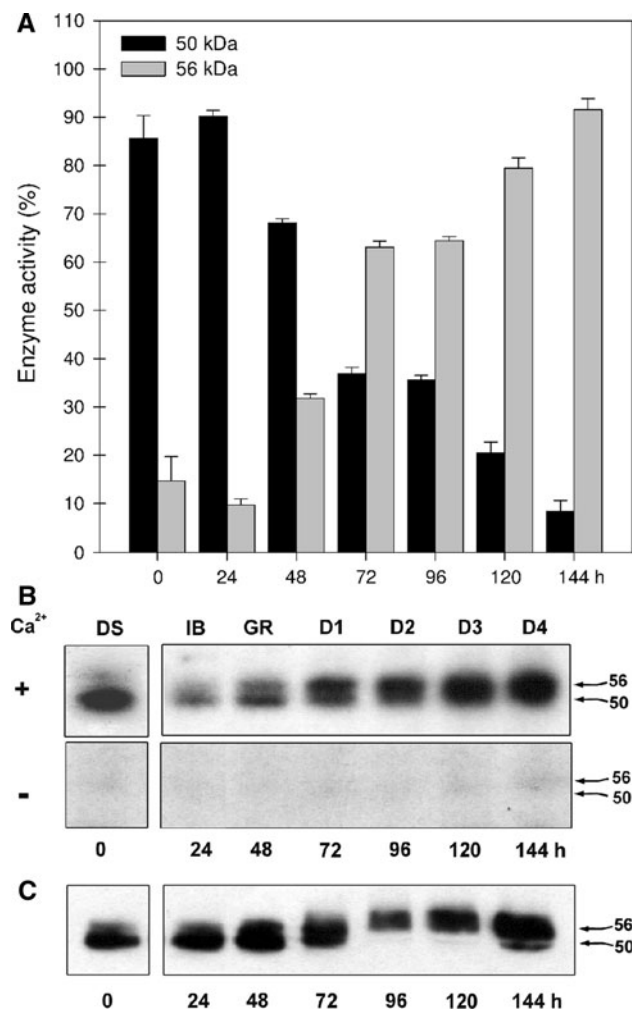 A
50 kDa
56 kDa
110
100
90
80
70
60
50
40
30
20
10
0
Enzyme activity (%)
0 24 48 72 96 120 144 h
B
Ca2+ DS IB GR D1 D2 D3 D4
+ 56
50
- 56
50
0 24 48 72 96 120 144 h
C
56
50
0 24 48 72 96 120 144 h